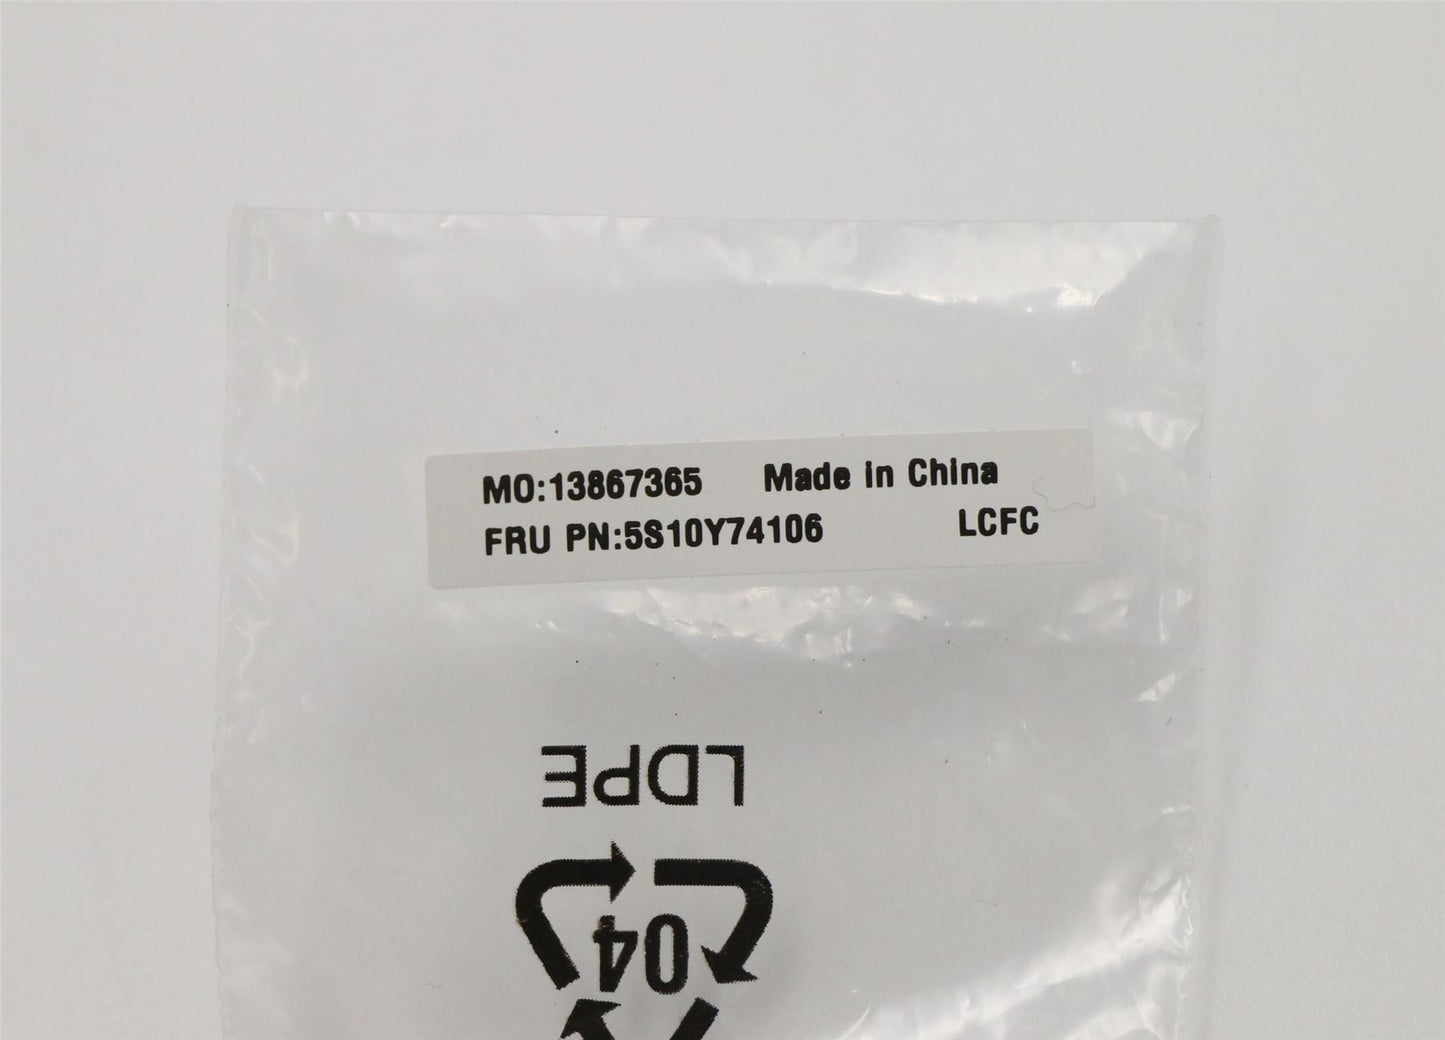 MO:13867365 Made in China
FRU PN:5S10Y74106 LCFC
LDPE
04